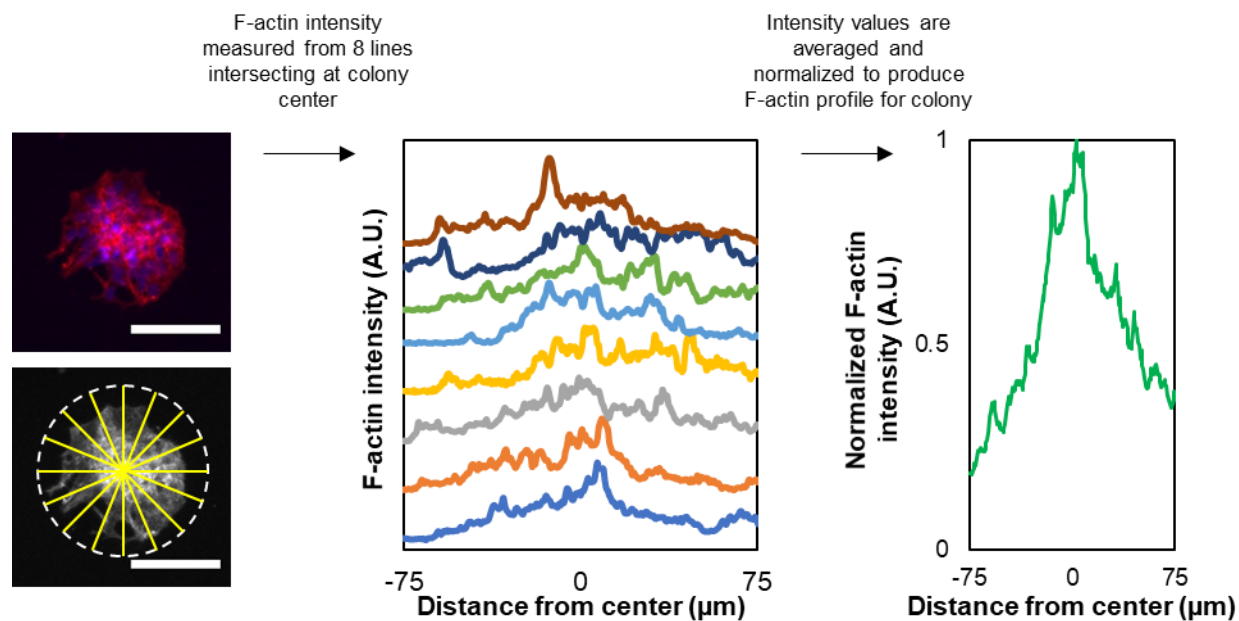 F-actin intensity
measured from 8 lines
intersecting at colony
center
Intensity values are
averaged and
normalized to produce
F-actin profile for colony
F-actin intensity (A.U.)
-75
0
75
Distance from center (µm)
Normalized F-actin
intensity (A.U.)
1
0.5
0
-75
0
75
Distance from center (µm)